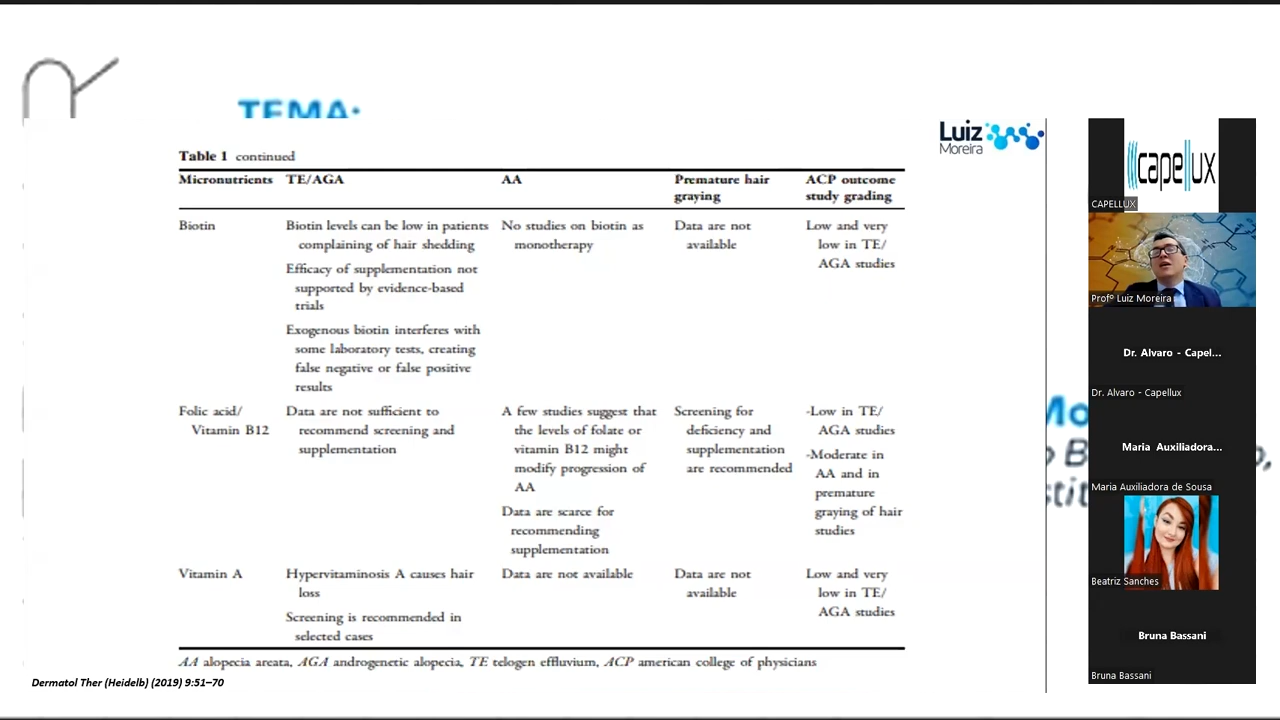 TEMA:
Luiz
Moreira
Table 1 continued
Micronutrients TE/AGA AA Premature hair graying ACP outcome study grading
Biotin
Biotin levels can be low in patients
complaining of hair shedding
Efficacy of supplementation not
supported by evidence-based
trials
Exogenous biotin interferes with
some laboratory tests, creating
false negative or false positive
results
No studies on biotin as
monotherapy
Data are not
available
Low and very
low in TE/
AGA studies
Folic acid/
Vitamin B12
Data are not sufficient to
recommend screening and
supplementation
A few studies suggest that
the levels of folate or
vitamin B12 might
modify progression of
AA
Data are scarce for
recommending
supplementation
Screening for
deficiency and
supplementation
are recommended
-Low in TE/
AGA studies
-Moderate in
AA and in
premature
graying of hair
studies
Vitamin A
Hypervitaminosis A causes hair
loss
Screening is recommended in
selected cases
Data are not available
Data are not
available
Low and very
low in TE/
AGA studies
AA alopecia areata, AGA androgenetic alopecia, TE telogen effluvium, ACP american college of physicians
Dermatol Ther (Heidelb) (2019) 9:51–70
capellux
CAPELLUX
Profº Luiz Moreira
Dr. Alvaro - Capel...
Dr. Alvaro - Capellux
Maria Auxiliadora...
Maria Auxiliadora de Sousa
Beatriz Sanches
Bruna Bassani
Bruna Bassani